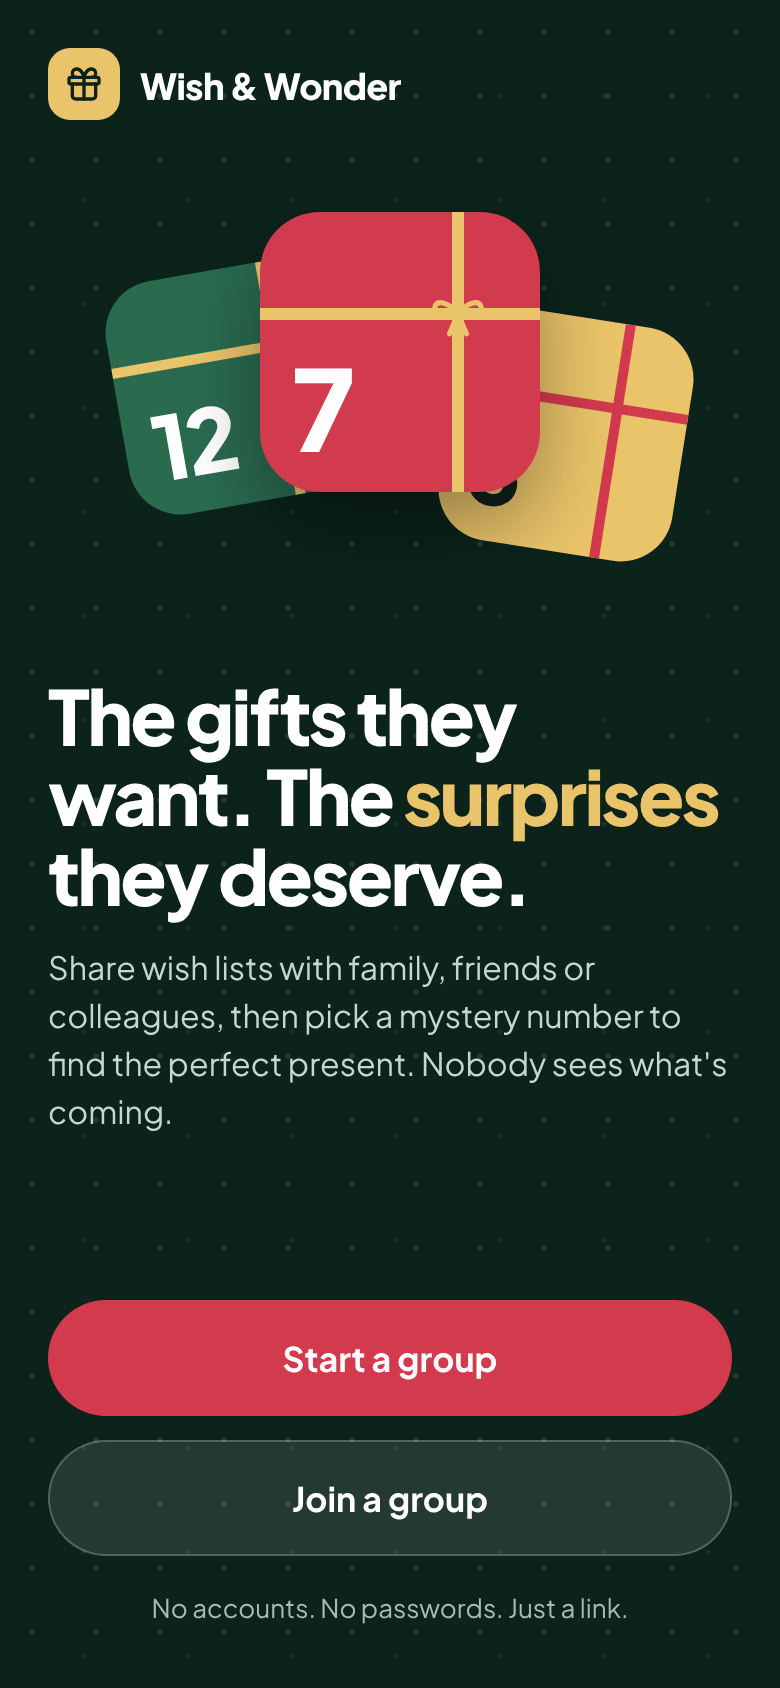 Wish & Wonder
12
7
The gifts they
want. The surprises
they deserve.
Share wish lists with family, friends or
colleagues, then pick a mystery number to
find the perfect present. Nobody sees what's
coming.
Start a group
Join a group
No accounts. No passwords. Just a link.